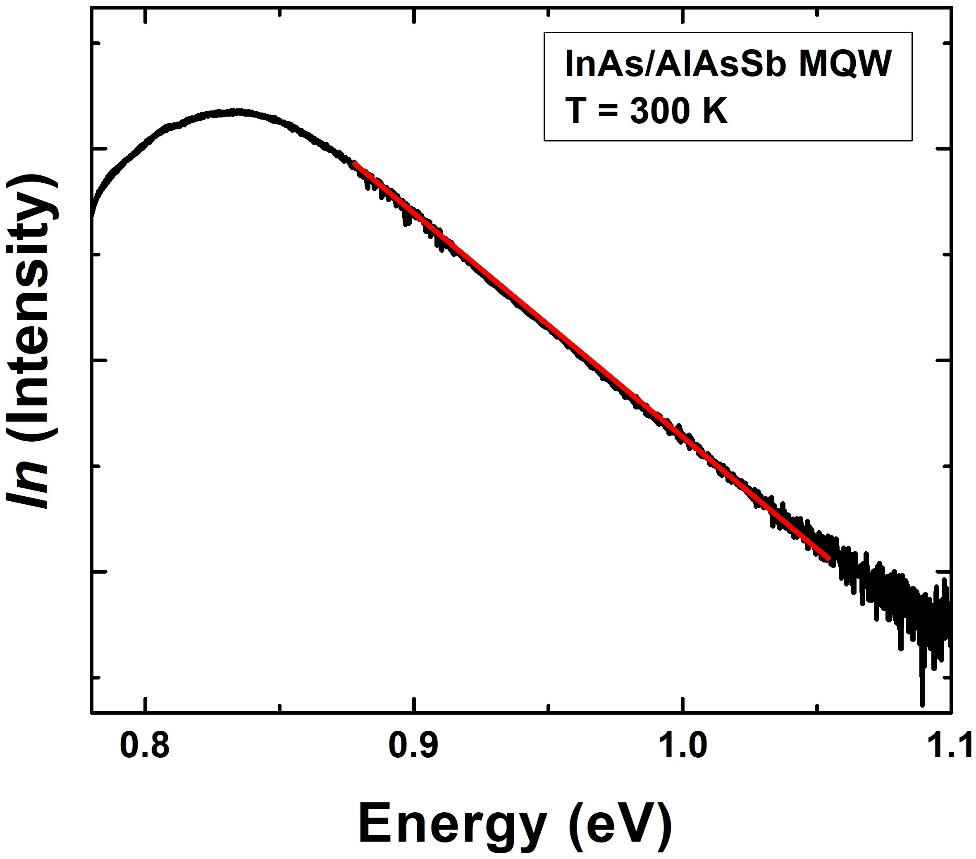 InAs/AlAsSb MQW
T = 300 K
ln (Intensity)
0.8 0.9 1.0 1.1
Energy (eV)